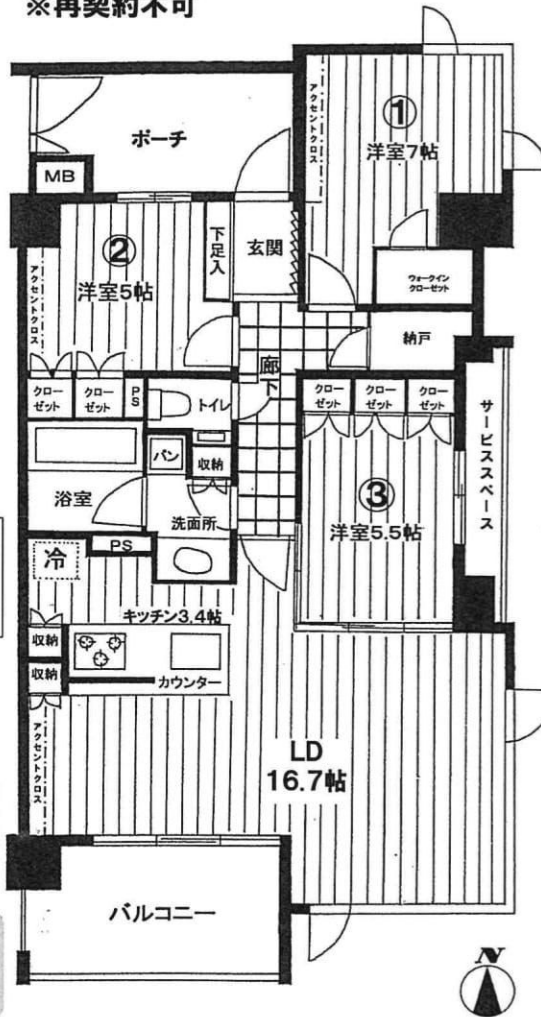 ※再契約不可
ポーチ
MB
アクセントクロス
①
洋室7帖
ウォークイン
クローゼット
②
洋室5帖
アクセントクロス
下足入
玄関
納戸
廊下
クロー
ゼット
クロー
ゼット
PS
トイレ
クロー
ゼット
クロー
ゼット
クロー
ゼット
サービススペース
パン
収納
浴室
洗面所
③
洋室5.5帖
PS
冷
キッチン3.4帖
収納
収納
カウンター
アクセントクロス
LD
16.7帖
バルコニー
N